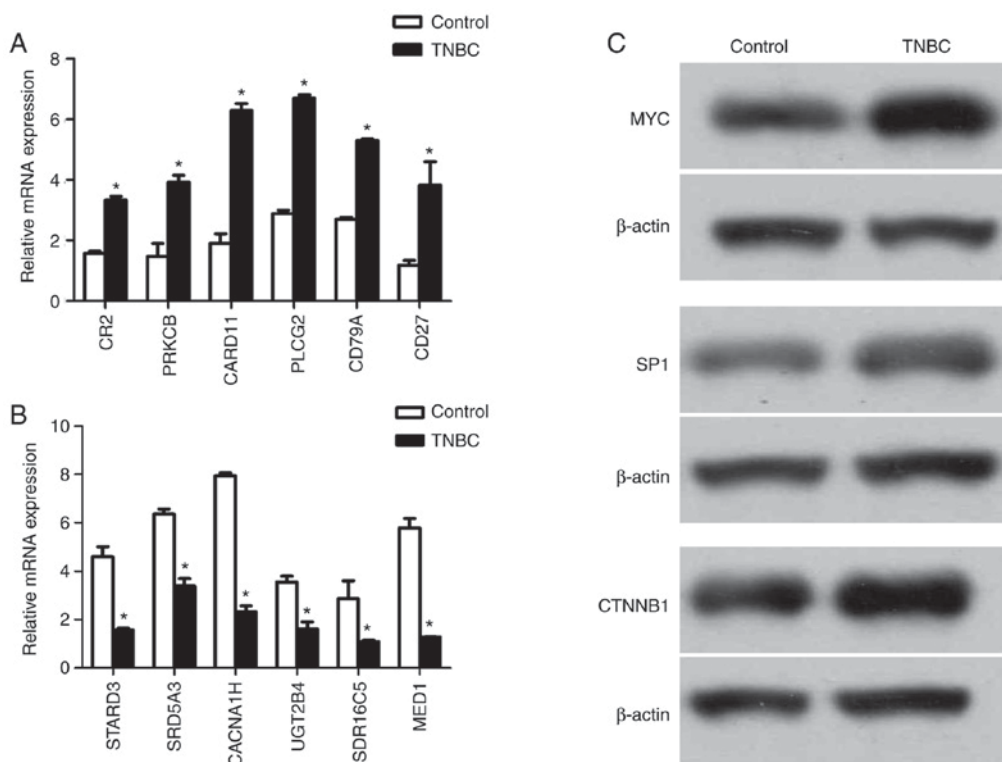 A
Control
TNBC
Relative mRNA expression
8
6
4
2
0
* * * * * *
CR2
PRKCB
CARD11
PLCG2
CD79A
CD27
B
Control
TNBC
Relative mRNA expression
10
8
6
4
2
0
* * * * * *
STARD3
SRD5A3
CACNA1H
UGT2B4
SDR16C5
MED1
C
Control TNBC
MYC
β-actin
SP1
β-actin
CTNNB1
β-actin